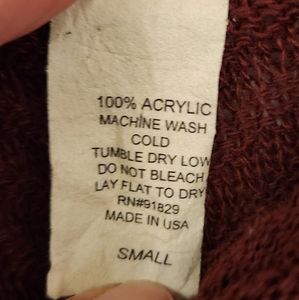 100% ACRYLIC
MACHINE WASH
COLD
TUMBLE DRY LOW
DO NOT BLEACH
LAY FLAT TO DRY
RN#91829
MADE IN USA
SMALL